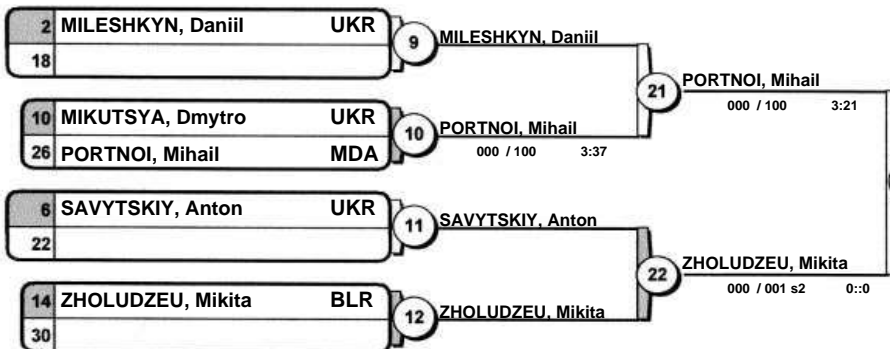 2 MILESHKYN, Daniil UKR
18
9
MILESHKYN, Daniil
10 MIKUTSYA, Dmytro UKR
26 PORTNOI, Mihail MDA
10
PORTNOI, Mihail
000 / 100 3:37
21
PORTNOI, Mihail
000 / 100 3:21
6 SAVYTSKIY, Anton UKR
22
11
SAVYTSKIY, Anton
14 ZHOLUDZEU, Mikita BLR
30
12
ZHOLUDZEU, Mikita
22
ZHOLUDZEU, Mikita
000 / 001 s2 0::0